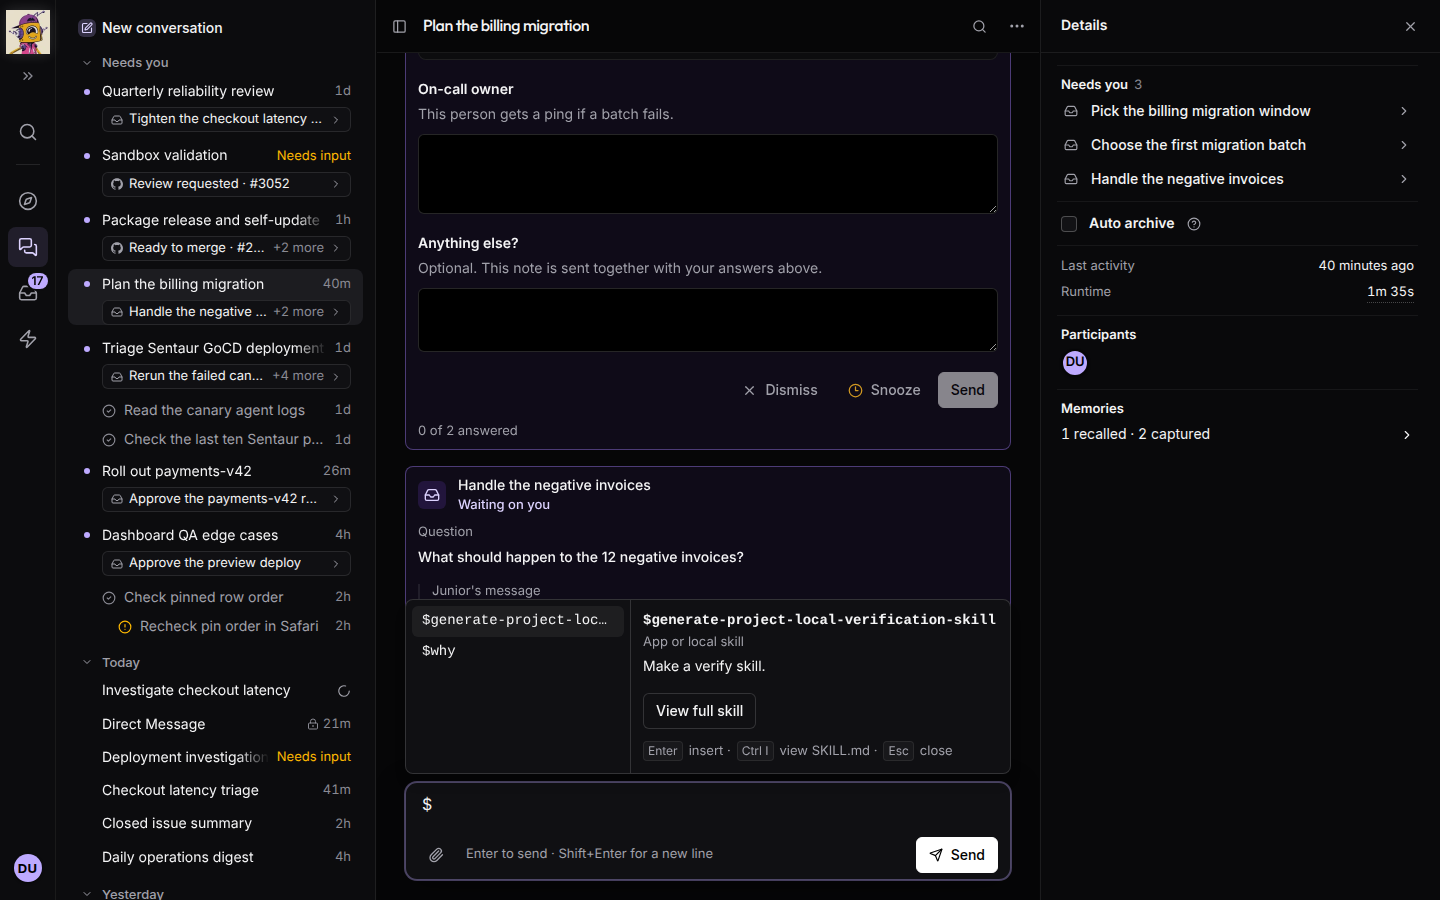 New conversation
Needs you
Quarterly reliability review 1d
Tighten the checkout latency ...
Sandbox validation Needs input
Review requested · #3052
Package release and self-update 1h
Ready to merge · #2... +2 more
Plan the billing migration 40m
Handle the negative ... +2 more
Triage Sentaur GoCD deployment 1d
Rerun the failed can... +4 more
Read the canary agent logs 1d
Check the last ten Sentaur p... 1d
Roll out payments-v42 26m
Approve the payments-v42 r...
Dashboard QA edge cases 4h
Approve the preview deploy
Check pinned row order 2h
Recheck pin order in Safari 2h
Today
Investigate checkout latency
Direct Message 21m
Deployment investigation Needs input
Checkout latency triage 41m
Closed issue summary 2h
Daily operations digest 4h
Yesterday
17
DU
Plan the billing migration
On-call owner
This person gets a ping if a batch fails.
Anything else?
Optional. This note is sent together with your answers above.
Dismiss Snooze Send
0 of 2 answered
Handle the negative invoices
Waiting on you
Question
What should happen to the 12 negative invoices?
Junior's message
$generate-project-loc…
$why
$generate-project-local-verification-skill
App or local skill
Make a verify skill.
View full skill
Enter insert · Ctrl I view SKILL.md · Esc close
$
Enter to send · Shift+Enter for a new line
Send
Details
Needs you 3
Pick the billing migration window
Choose the first migration batch
Handle the negative invoices
Auto archive
Last activity 40 minutes ago
Runtime 1m 35s
Participants
DU
Memories
1 recalled · 2 captured